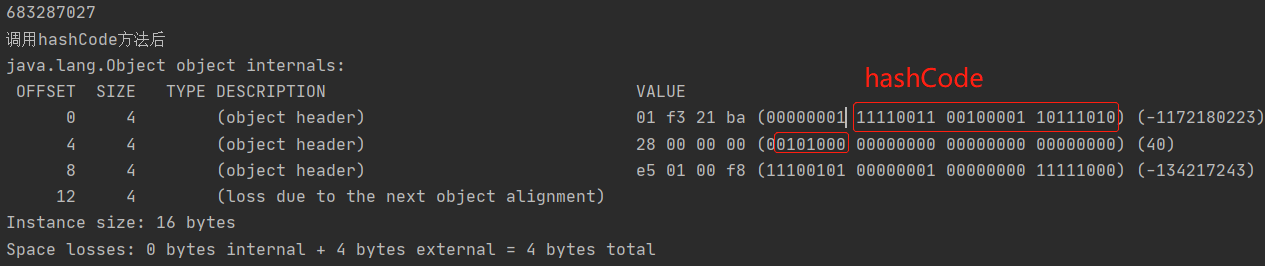 683287027
调用hashCode方法后
java.lang.Object object internals:
hashCode
OFFSET  SIZE   TYPE DESCRIPTION                               VALUE
0     4        (object header)                           01 f3 21 ba (00000001 11110011 00100001 10111010) (-1172180223)
4     4        (object header)                           28 00 00 00 (00101000 00000000 00000000 00000000) (40)
8     4        (object header)                           e5 01 00 f8 (11100101 00000001 00000000 11111000) (-134217243)
12     4        (loss due to the next object alignment)
Instance size: 16 bytes
Space losses: 0 bytes internal + 4 bytes external = 4 bytes total